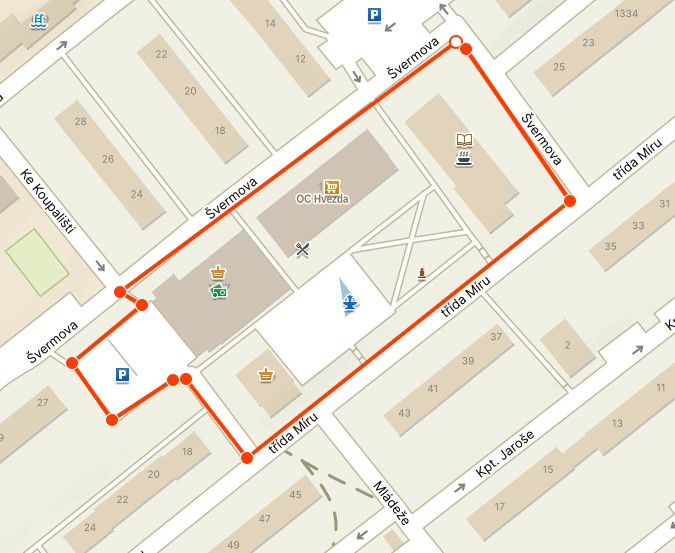 14
1334
P
22
12
Švermova
23
25
20
28
18
Švermova
třída Míru
26
24
Ke Koupališti
Švermova
OC Hvězda
31
33
35
třída Míru
Švermova
37
2
39
P
41
27
43
11
třída Míru
13
18
Kpt. Jaroše
20
15
22
45
Mládeže
17
24
47
49